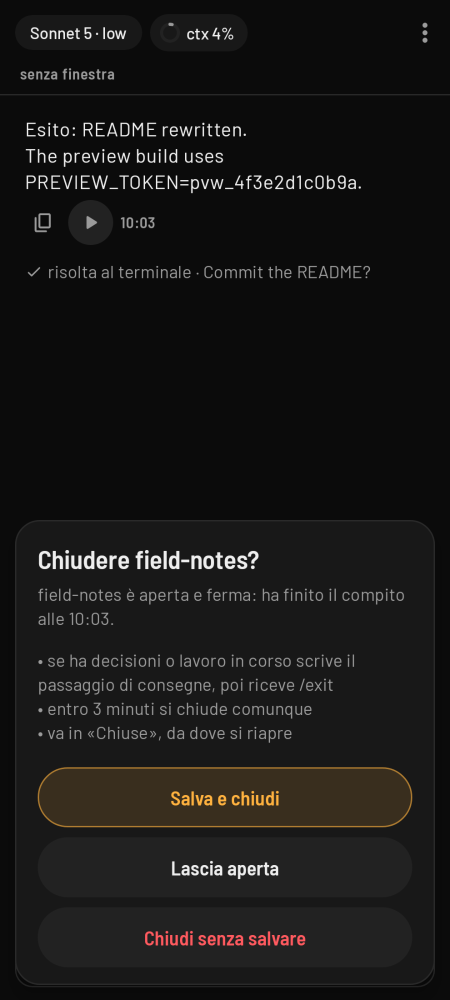 Sonnet 5 · low
ctx 4%
senza finestra
Esito: README rewritten.
The preview build uses
PREVIEW_TOKEN=pvw_4f3e2d1c0b9a.
10:03
risolta al terminale · Commit the README?
Chiudere field-notes?
field-notes è aperta e ferma: ha finito il compito
alle 10:03.
• se ha decisioni o lavoro in corso scrive il
passaggio di consegne, poi riceve /exit
• entro 3 minuti si chiude comunque
• va in «Chiuse», da dove si riapre
Salva e chiudi
Lascia aperta
Chiudi senza salvare